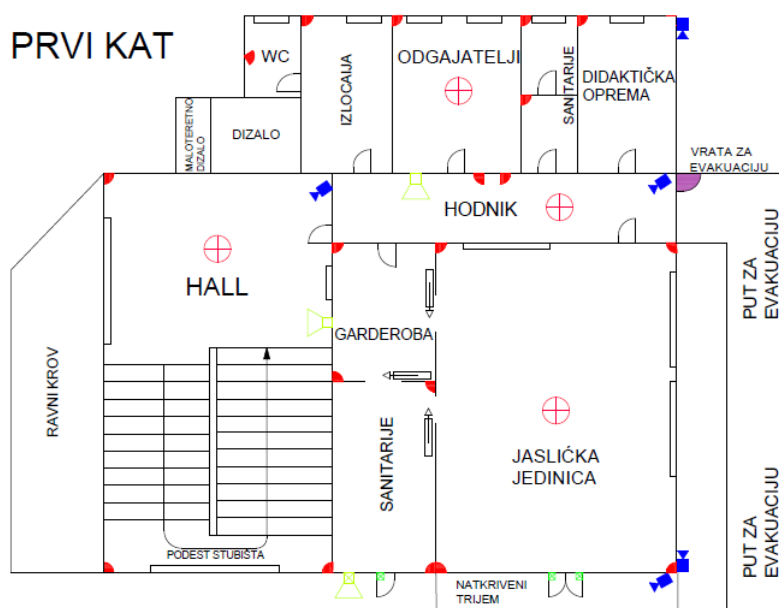 PRVI KAT
WC
IZLOCAIJA
ODGAJATELJI
SANITARIJE
DIDAKTIČKA
OPREMA
MALOTERETNO
DIZALO
DIZALO
VRATA ZA
EVAKUACIJU
HODNIK
PUT ZA
EVAKUACIJU
HALL
GARDEROBA
RAVNI KROV
SANITARIJE
JASLIĆKA
JEDINICA
PUT ZA
EVAKUACIJU
PODEST STUBIŠTA
NATKRIVENI
TRIJEM